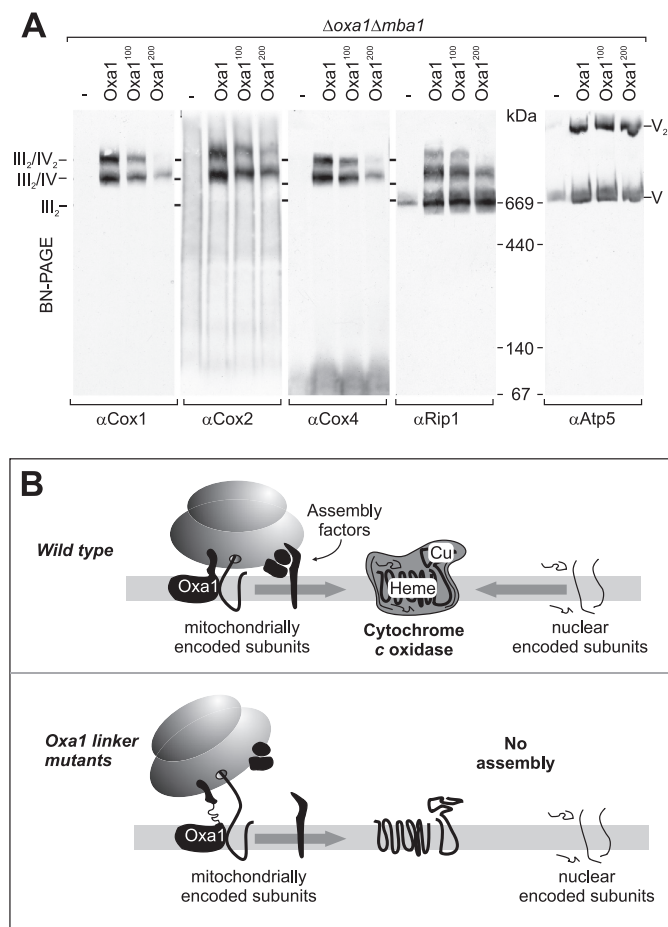 A
Δoxa1Δmba1
- Oxa1 Oxa1¹⁰⁰ Oxa1²⁰⁰ - Oxa1 Oxa1¹⁰⁰ Oxa1²⁰⁰ - Oxa1 Oxa1¹⁰⁰ Oxa1²⁰⁰ - Oxa1 Oxa1¹⁰⁰ Oxa1²⁰⁰ kDa - Oxa1 Oxa1¹⁰⁰ Oxa1²⁰⁰
V₂
III₂/IV₂
III₂/IV
III₂
669
V
440
BN-PAGE
140
67
αCox1 αCox2 αCox4 αRip1 αAtp5
B
Wild type
Assembly
factors
Cu
Oxa1
Heme
mitochondrially
encoded subunits
Cytochrome
c oxidase
nuclear
encoded subunits
Oxa1 linker
mutants
No
assembly
Oxa1
mitochondrially
encoded subunits
nuclear
encoded subunits